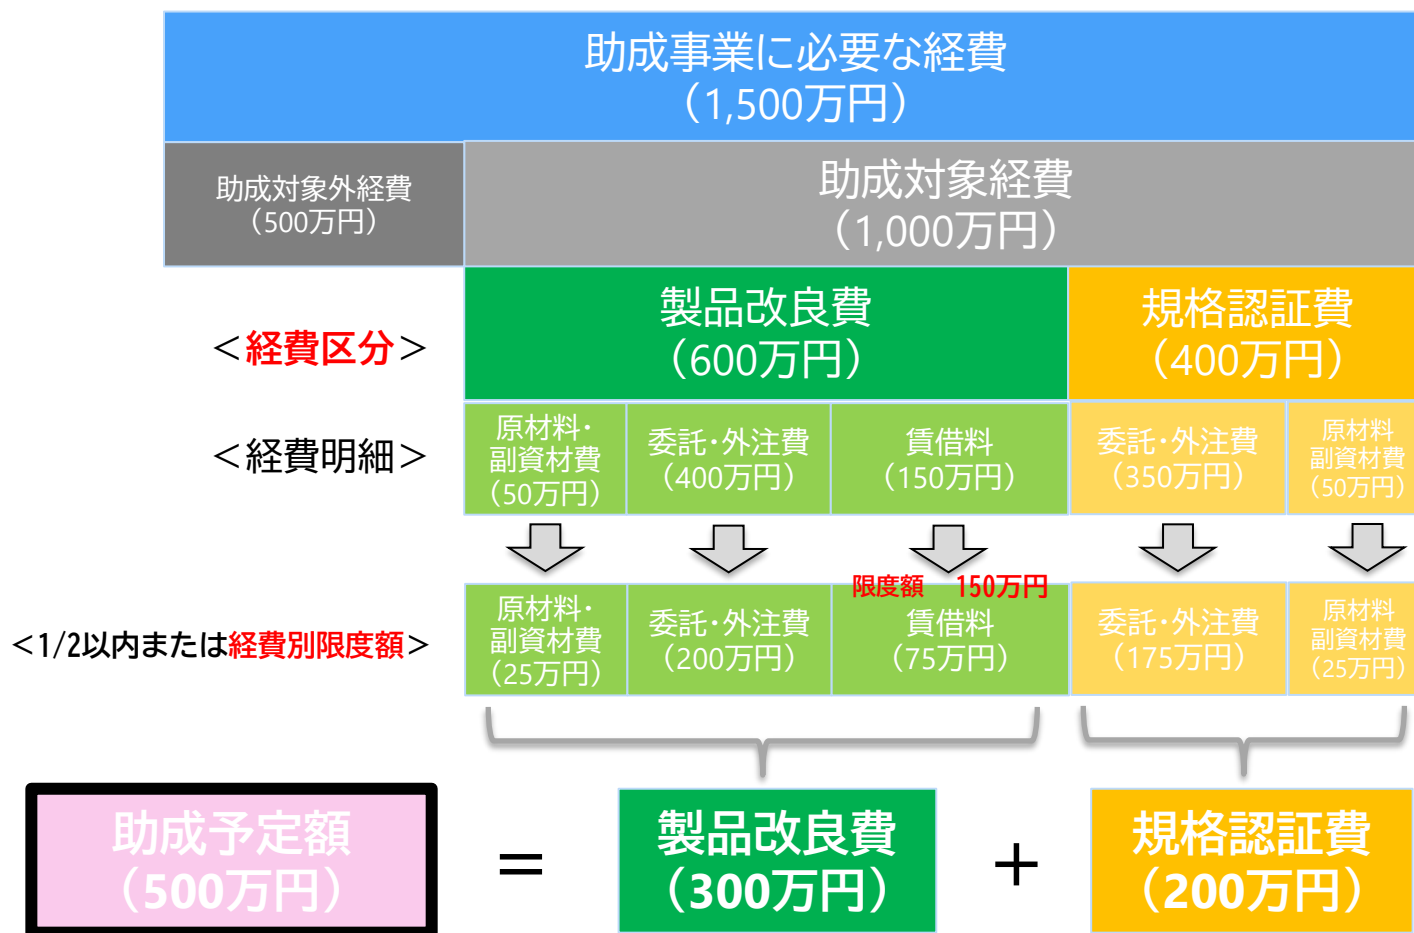 助成事業に必要な経費
（1,500万円）
助成対象外経費
（500万円）
助成対象経費
（1,000万円）
＜経費区分＞
製品改良費
（600万円）
規格認証費
（400万円）
＜経費明細＞
原材料・
副資材費
（50万円）
委託・外注費
（400万円）
賃借料
（150万円）
委託・外注費
（350万円）
原材料
副資材費
（50万円）
限度額　150万円
＜1/2以内または経費別限度額＞
原材料・
副資材費
（25万円）
委託・外注費
（200万円）
賃借料
（75万円）
委託・外注費
（175万円）
原材料
副資材費
（25万円）
助成予定額
（500万円）
＝
製品改良費
（300万円）
＋
規格認証費
（200万円）